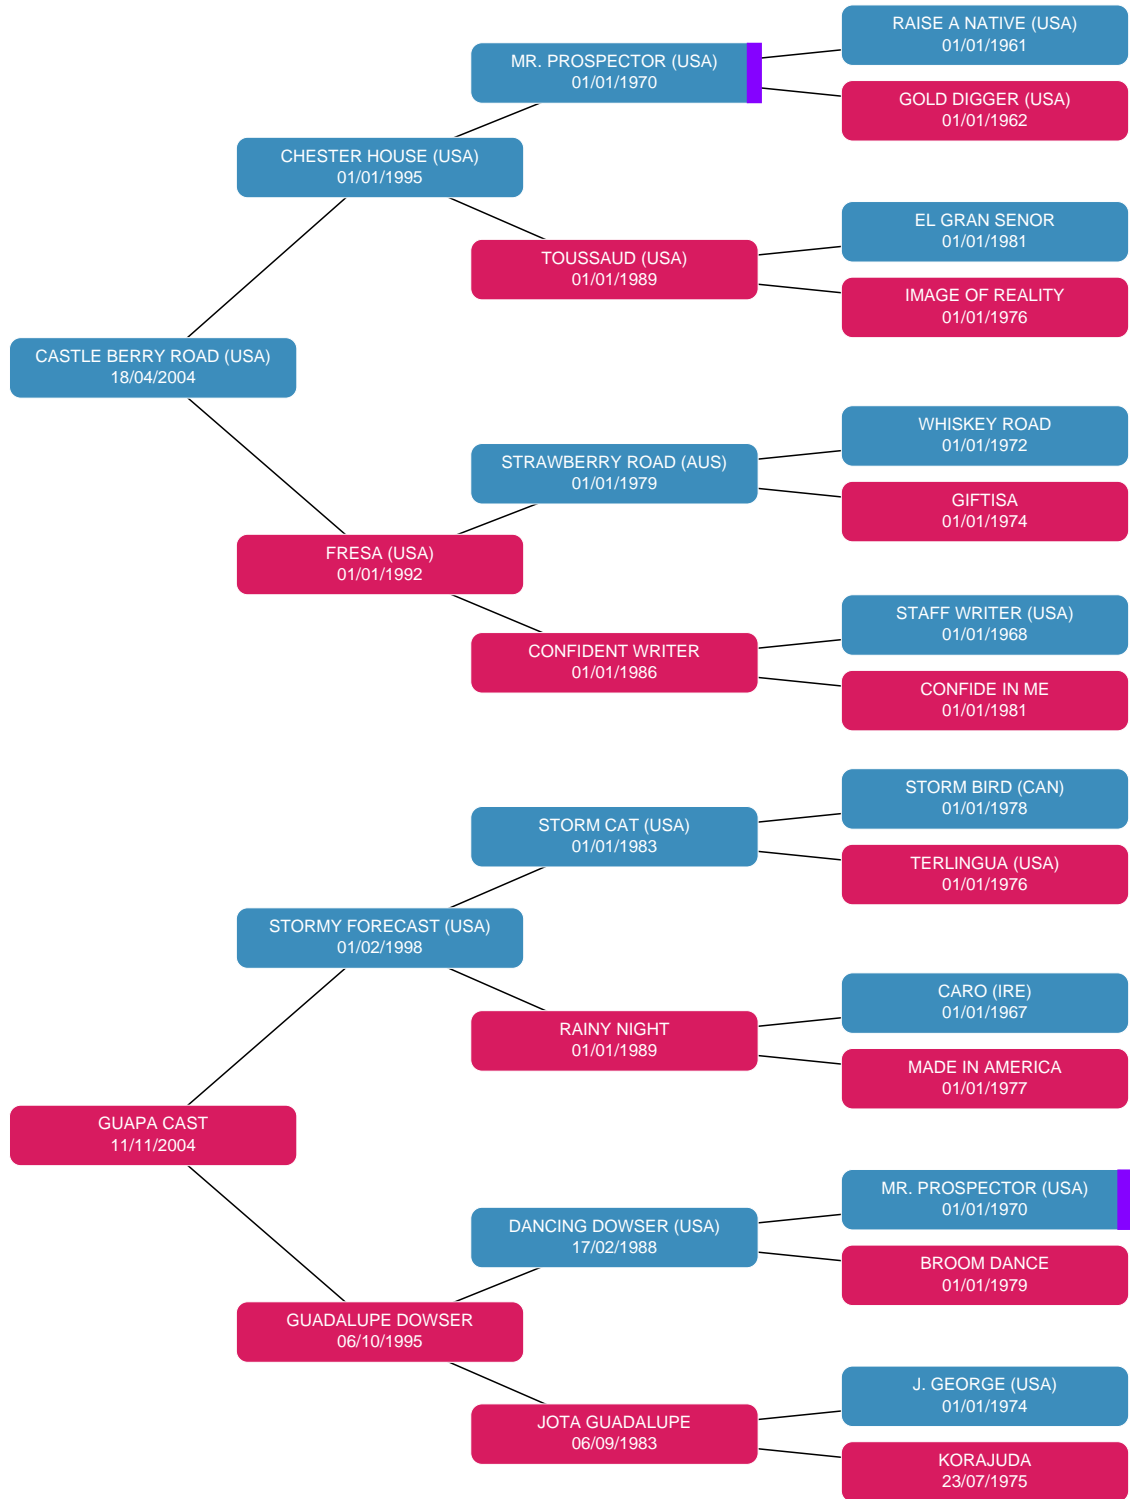 RAISE A NATIVE (USA)
01/01/1961
MR. PROSPECTOR (USA)
01/01/1970
GOLD DIGGER (USA)
01/01/1962
CHESTER HOUSE (USA)
01/01/1995
EL GRAN SENOR
01/01/1981
TOUSSAUD (USA)
01/01/1989
IMAGE OF REALITY
01/01/1976
CASTLE BERRY ROAD (USA)
18/04/2004
WHISKEY ROAD
01/01/1972
STRAWBERRY ROAD (AUS)
01/01/1979
GIFTISA
01/01/1974
FRESA (USA)
01/01/1992
STAFF WRITER (USA)
01/01/1968
CONFIDENT WRITER
01/01/1986
CONFIDE IN ME
01/01/1981
STORM BIRD (CAN)
01/01/1978
STORM CAT (USA)
01/01/1983
TERLINGUA (USA)
01/01/1976
STORMY FORECAST (USA)
01/02/1998
CARO (IRE)
01/01/1967
RAINY NIGHT
01/01/1989
MADE IN AMERICA
01/01/1977
GUAPA CAST
11/11/2004
MR. PROSPECTOR (USA)
01/01/1970
DANCING DOWSER (USA)
17/02/1988
BROOM DANCE
01/01/1979
GUADALUPE DOWSER
06/10/1995
J. GEORGE (USA)
01/01/1974
JOTA GUADALUPE
06/09/1983
KORAJUDA
23/07/1975